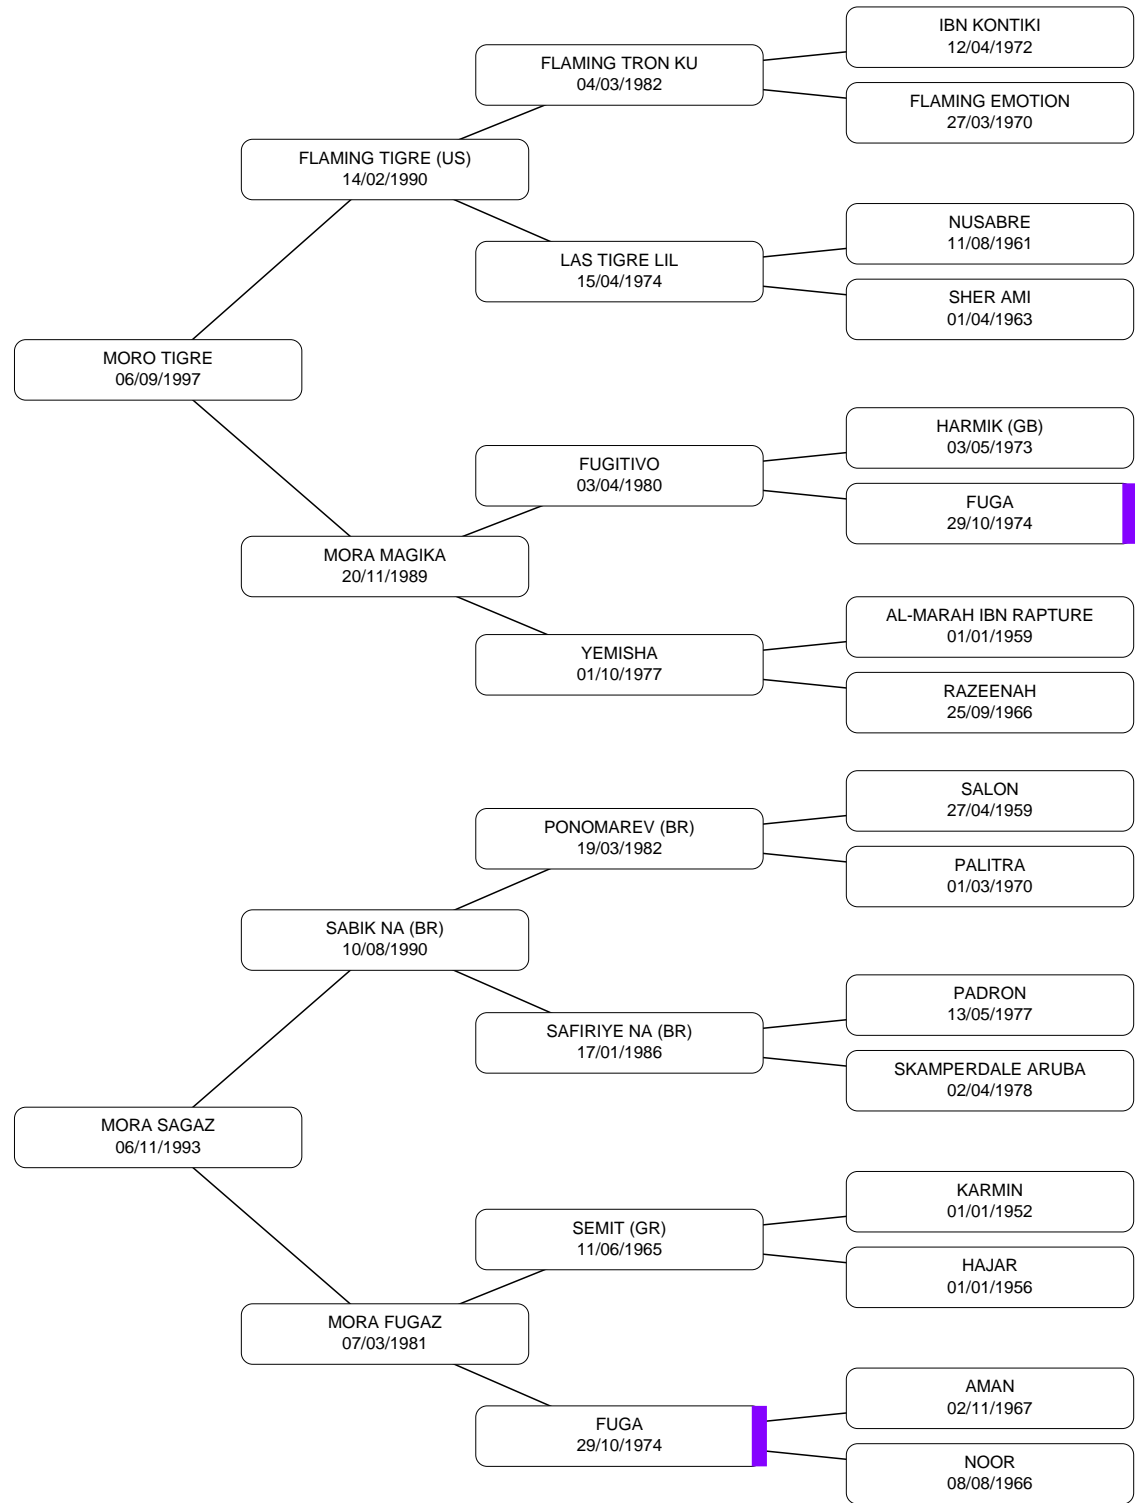 IBN KONTIKI
12/04/1972
FLAMING TRON KU
04/03/1982
FLAMING EMOTION
27/03/1970
FLAMING TIGRE (US)
14/02/1990
NUSABRE
11/08/1961
LAS TIGRE LIL
15/04/1974
SHER AMI
01/04/1963
MORO TIGRE
06/09/1997
HARMIK (GB)
03/05/1973
FUGITIVO
03/04/1980
FUGA
29/10/1974
MORA MAGIKA
20/11/1989
AL-MARAH IBN RAPTURE
01/01/1959
YEMISHA
01/10/1977
RAZEENAH
25/09/1966
SALON
27/04/1959
PONOMAREV (BR)
19/03/1982
PALITRA
01/03/1970
SABIK NA (BR)
10/08/1990
PADRON
13/05/1977
SAFIRIYE NA (BR)
17/01/1986
SKAMPERDALE ARUBA
02/04/1978
MORA SAGAZ
06/11/1993
KARMIN
01/01/1952
SEMIT (GR)
11/06/1965
HAJAR
01/01/1956
MORA FUGAZ
07/03/1981
AMAN
02/11/1967
FUGA
29/10/1974
NOOR
08/08/1966